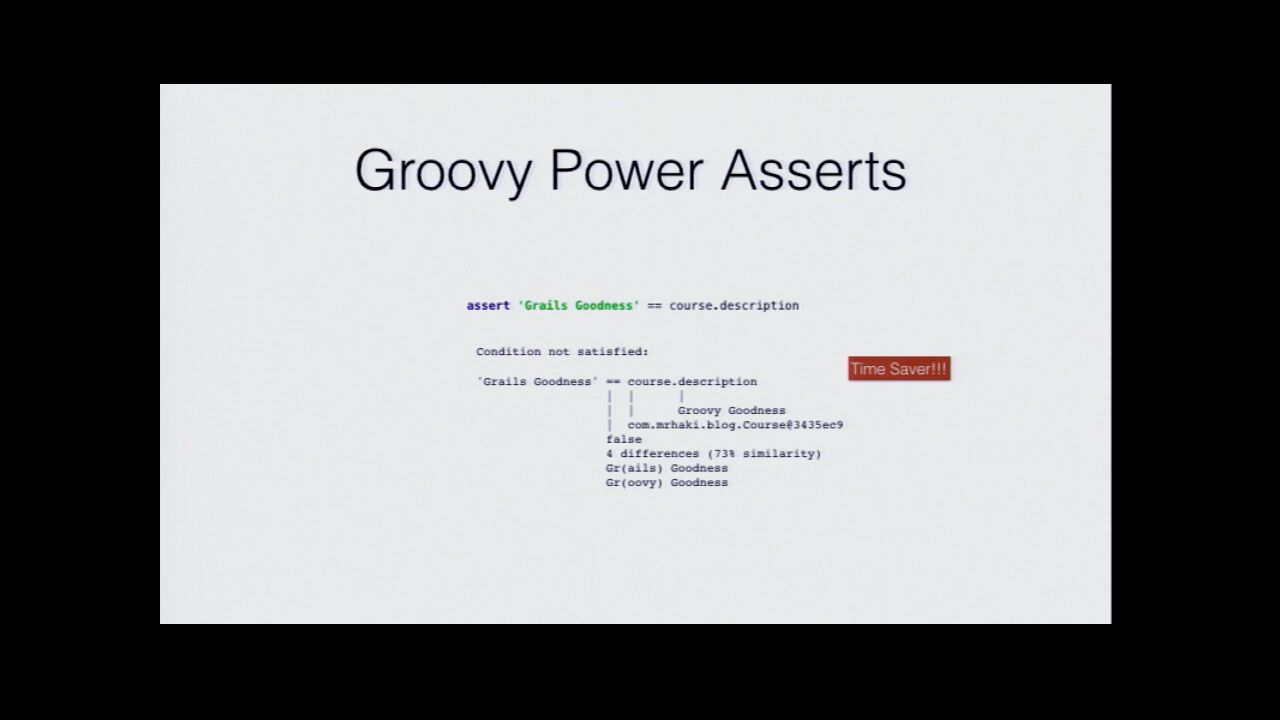 Groovy Power Asserts
assert 'Grails Goodness' == course.description
Condition not satisfied:
Time Saver!!!
'Grails Goodness' == course.description
| | |
| | Groovy Goodness
| com.mrhaki.blog.Course@3435ec9
false
4 differences (73% similarity)
Gr(ails) Goodness
Gr(oovy) Goodness